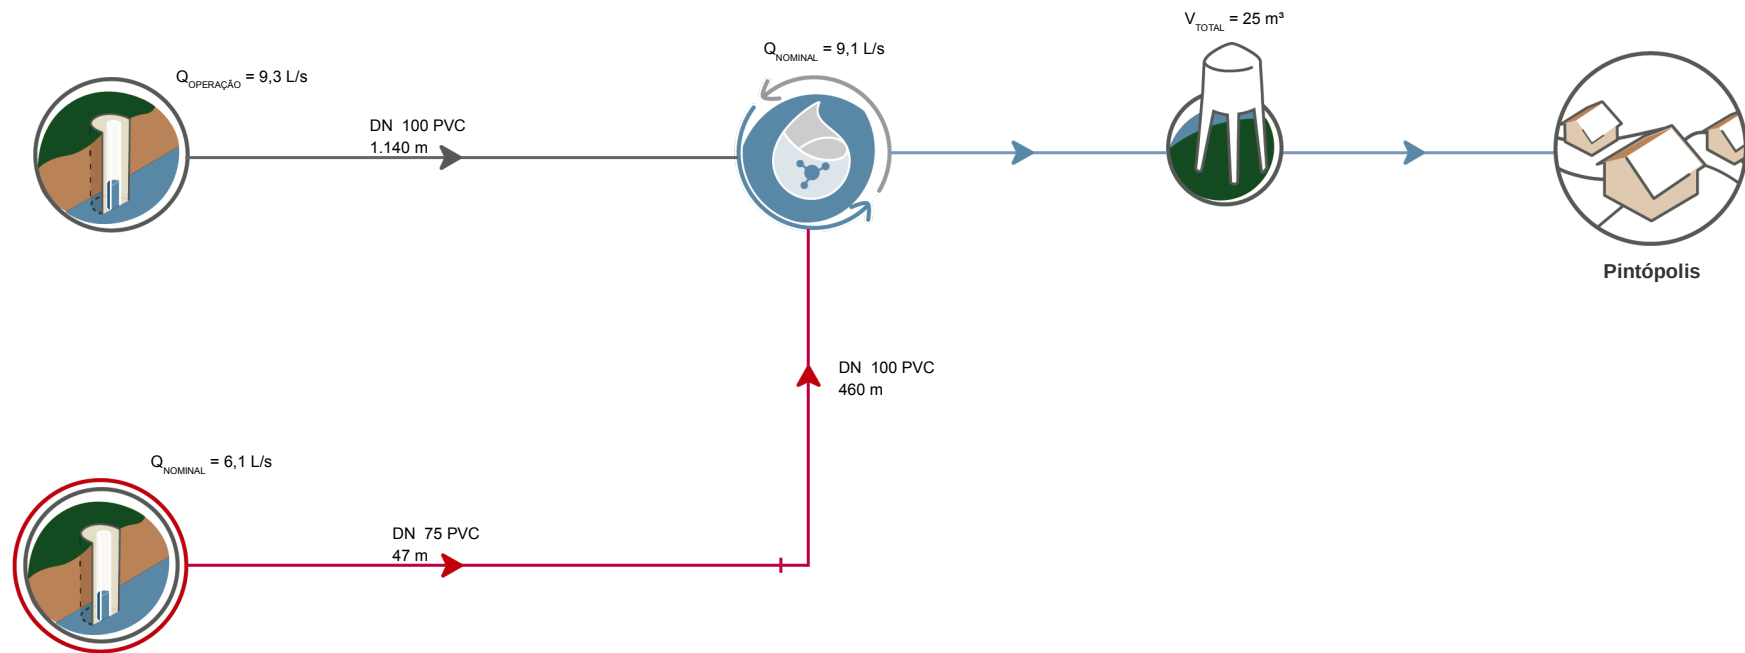 V_TOTAL = 25 m³
Q_NOMINAL = 9,1 L/s
Q_OPERAÇÃO = 9,3 L/s
DN 100 PVC
1.140 m
Pintópolis
DN 100 PVC
460 m
Q_NOMINAL = 6,1 L/s
DN 75 PVC
47 m